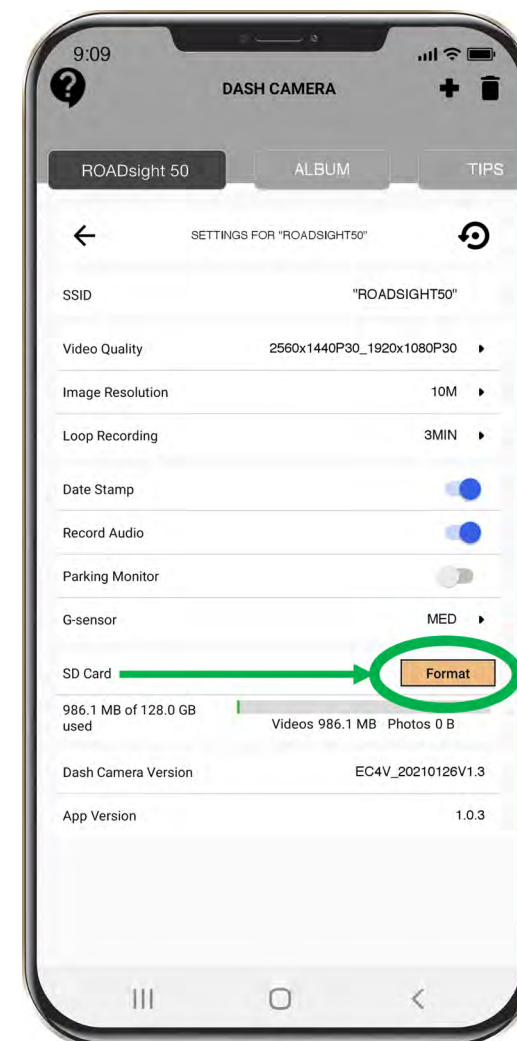 9:09
DASH CAMERA
ROADsight 50 ALBUM TIPS
SETTINGS FOR "ROADSIGHT50"
SSID "ROADSIGHT50"
Video Quality 2560x1440P30_1920x1080P30
Image Resolution 10M
Loop Recording 3MIN
Date Stamp
Record Audio
Parking Monitor
G-sensor MED
SD Card Format
986.1 MB of 128.0 GB
used
Videos 986.1 MB Photos 0 B
Dash Camera Version EC4V_20210126V1.3
App Version 1.0.3